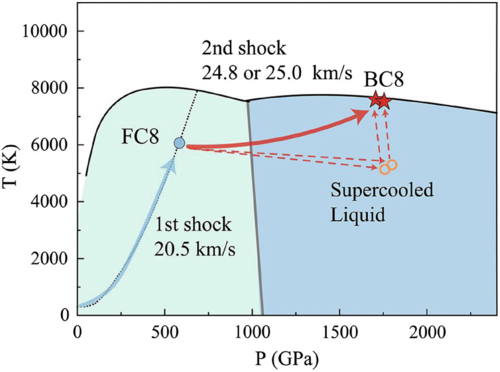 10000
8000
6000
4000
2000
0
T (K)
2nd shock
24.8 or 25.0 km/s
BC8
FC8
Supercooled
Liquid
1st shock
20.5 km/s
0
500
1000
1500
2000
P (GPa)